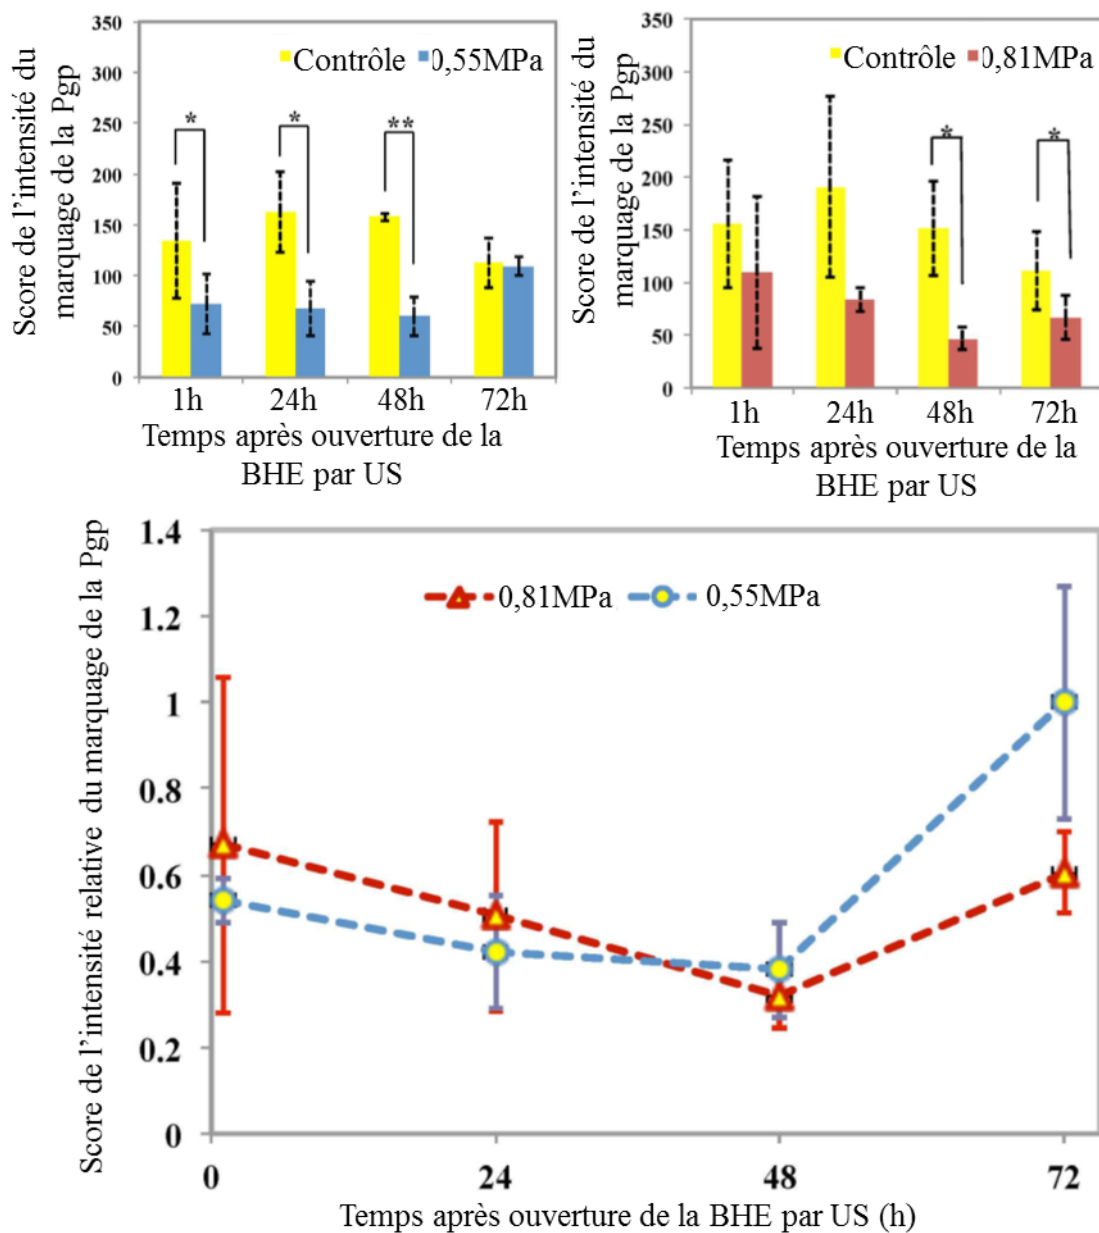 Score de l'intensité du
marquage de la Pgp
350
300
250
200
150
100
50
0
Contrôle
0,55MPa
*
*
**
1h
24h
48h
72h
Temps après ouverture de la
BHE par US
Score de l'intensité du
marquage de la Pgp
350
300
250
200
150
100
50
0
Contrôle
0,81MPa
*
*
1h
24h
48h
72h
Temps après ouverture de la
BHE par US
Score de l'intensité relative du marquage de la Pgp
1.4
1.2
1
0.8
0.6
0.4
0.2
0
0,81MPa
0,55MPa
0
24
48
72
Temps après ouverture de la BHE par US (h)